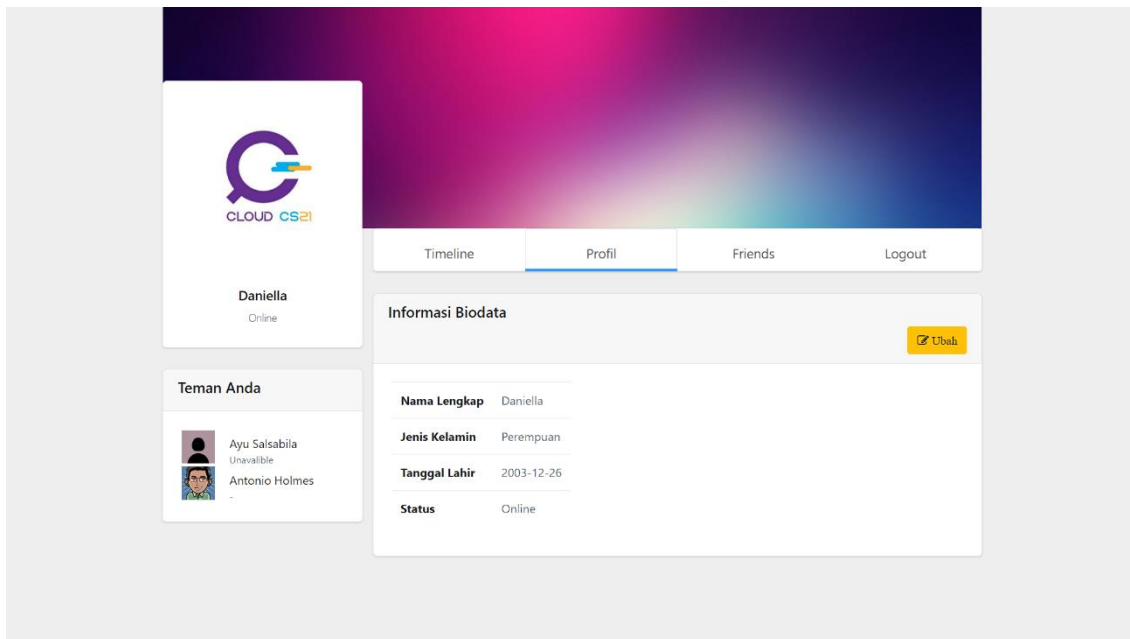 CLOUD CS21
Daniella
Online
Teman Anda
Ayu Salsabila
Unavalible
Antonio Holmes
-
Timeline Profil Friends Logout
Informasi Biodata
Ubah
Nama Lengkap Daniella
Jenis Kelamin Perempuan
Tanggal Lahir 2003-12-26
Status Online